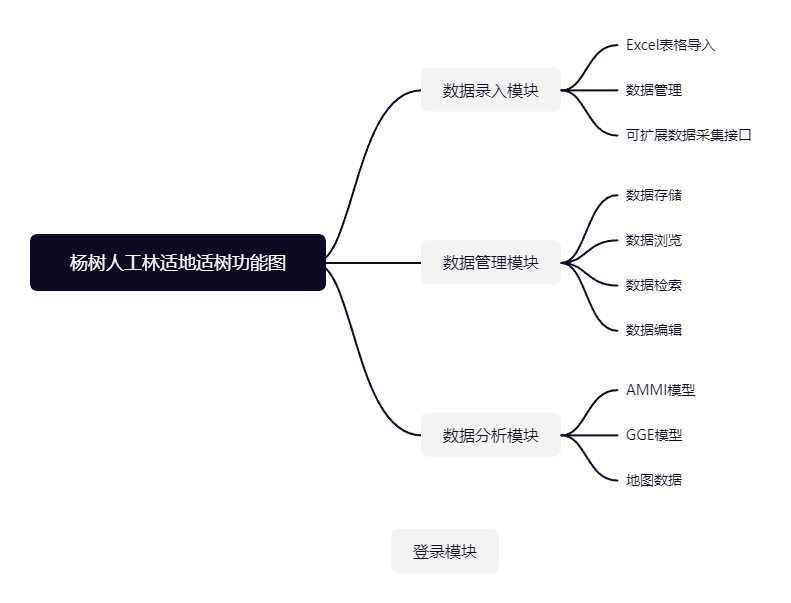 杨树人工林适地适树功能图
数据录入模块
Excel表格导入
数据管理
可扩展数据采集接口
数据管理模块
数据存储
数据浏览
数据检索
数据编辑
数据分析模块
AMMI模型
GGE模型
地图数据
登录模块